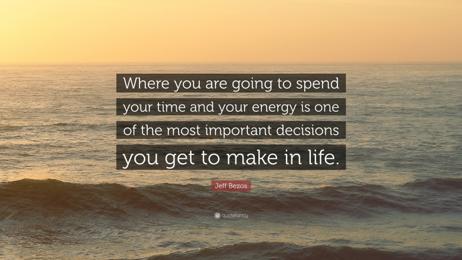 Where you are going to spend
your time and your energy is one
of the most important decisions
you get to make in life.
Jeff Bezos
quotefancy